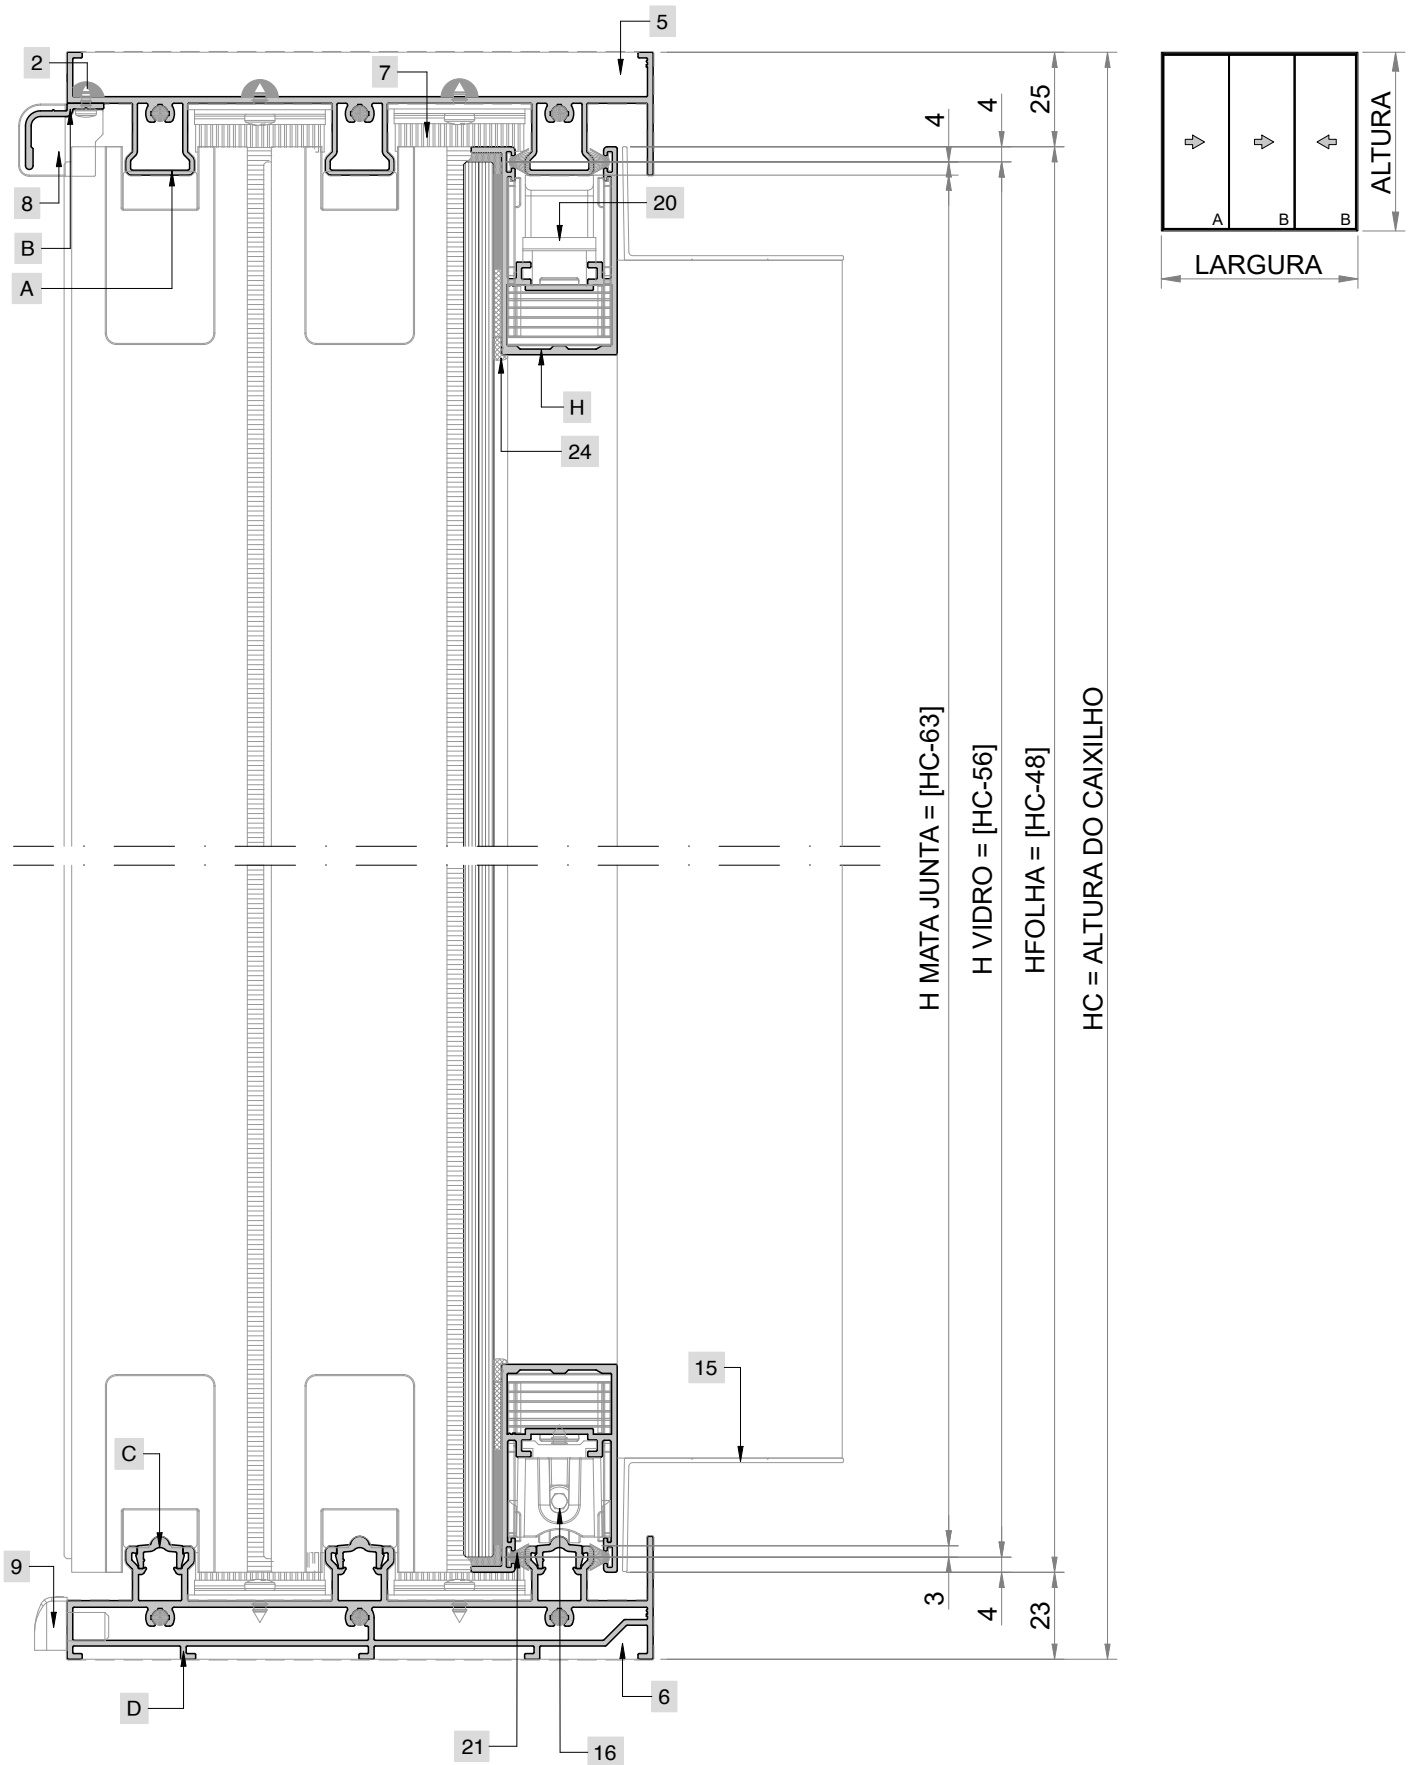 5
2
7
4
4
25
ALTURA
A
B
B
LARGURA
8
B
A
20
H
24
H MATA JUNTA = [HC-63]
H VIDRO = [HC-56]
HFOLHA = [HC-48]
HC = ALTURA DO CAIXILHO
15
C
9
3
4
23
D
6
21
16